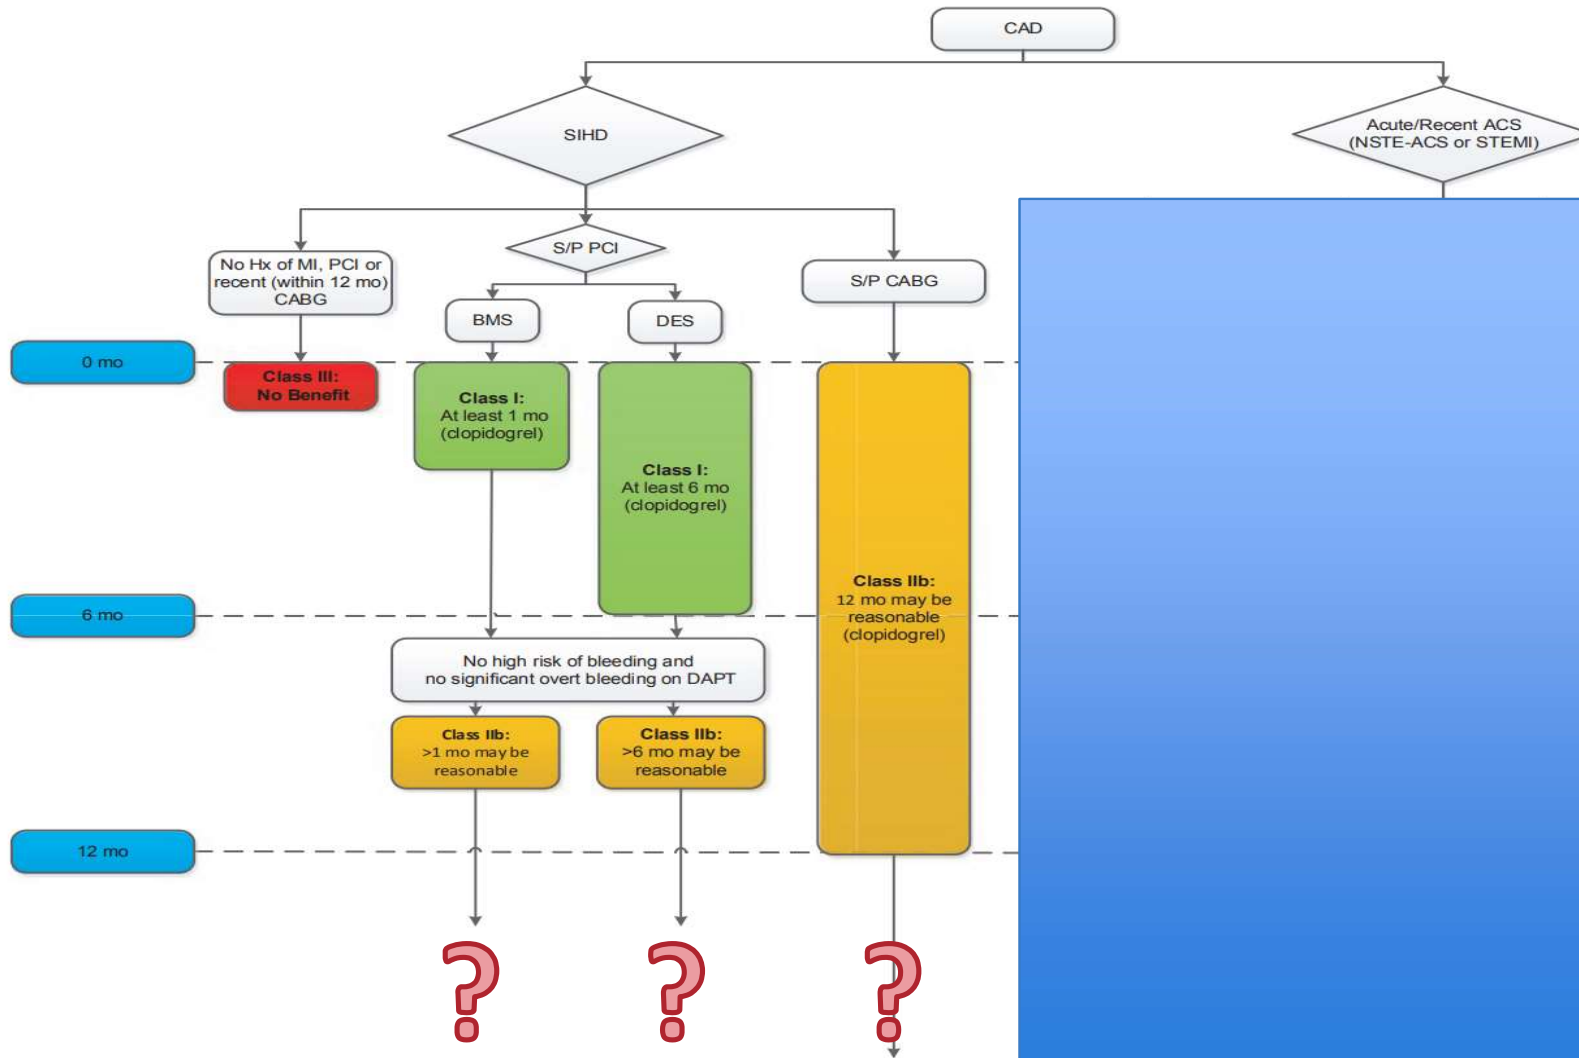 CAD
SIHD
Acute/Recent ACS
(NSTE-ACS or STEMI)
No Hx of MI, PCI or
recent (within 12 mo)
CABG
S/P PCI
S/P CABG
BMS
DES
0 mo
Class III:
No Benefit
Class I:
At least 1 mo
(clopidogrel)
Class I:
At least 6 mo
(clopidogrel)
Class IIb:
12 mo may be
reasonable
(clopidogrel)
6 mo
No high risk of bleeding and
no significant overt bleeding on DAPT
Class IIb:
>1 mo may be
reasonable
Class IIb:
>6 mo may be
reasonable
12 mo
? ? ?